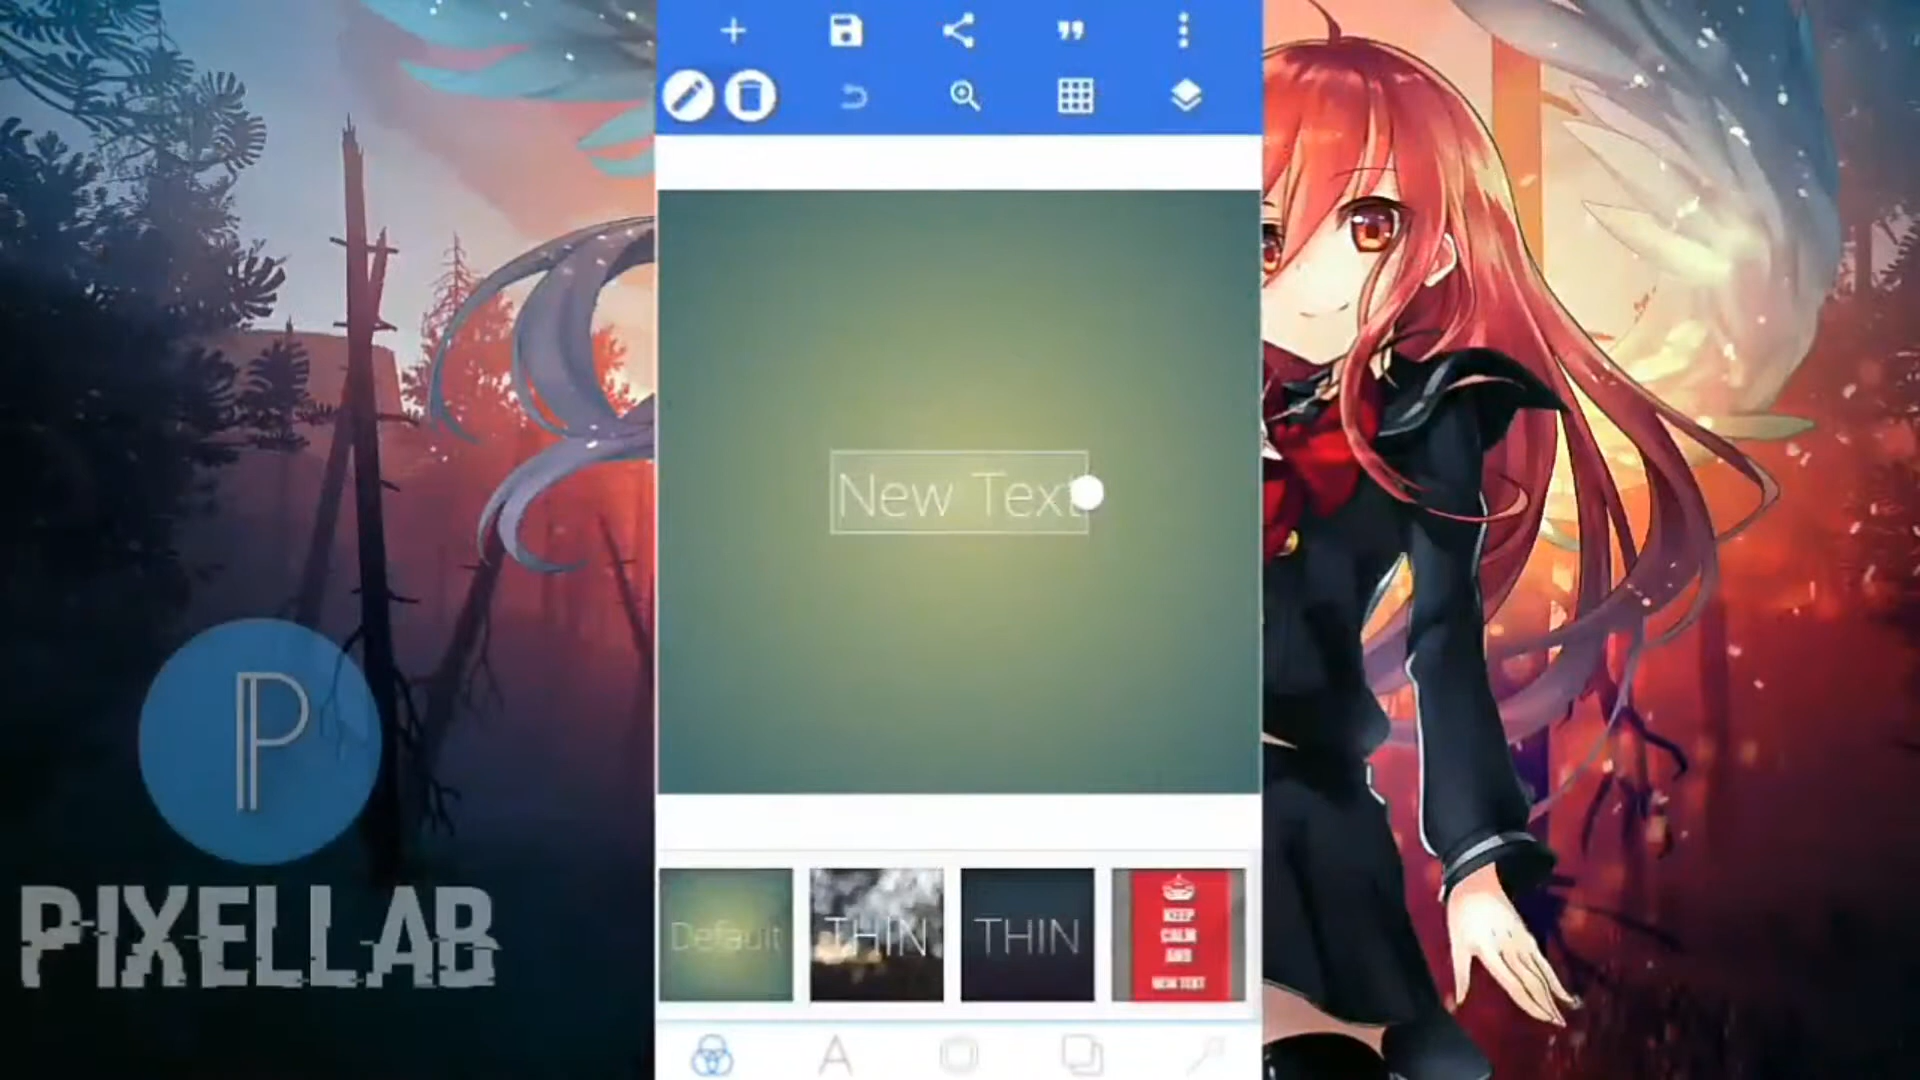 New Text
Default
THIN
THIN
KEEP
CALM
AND
NEW TEXT
P
PIXELLAB